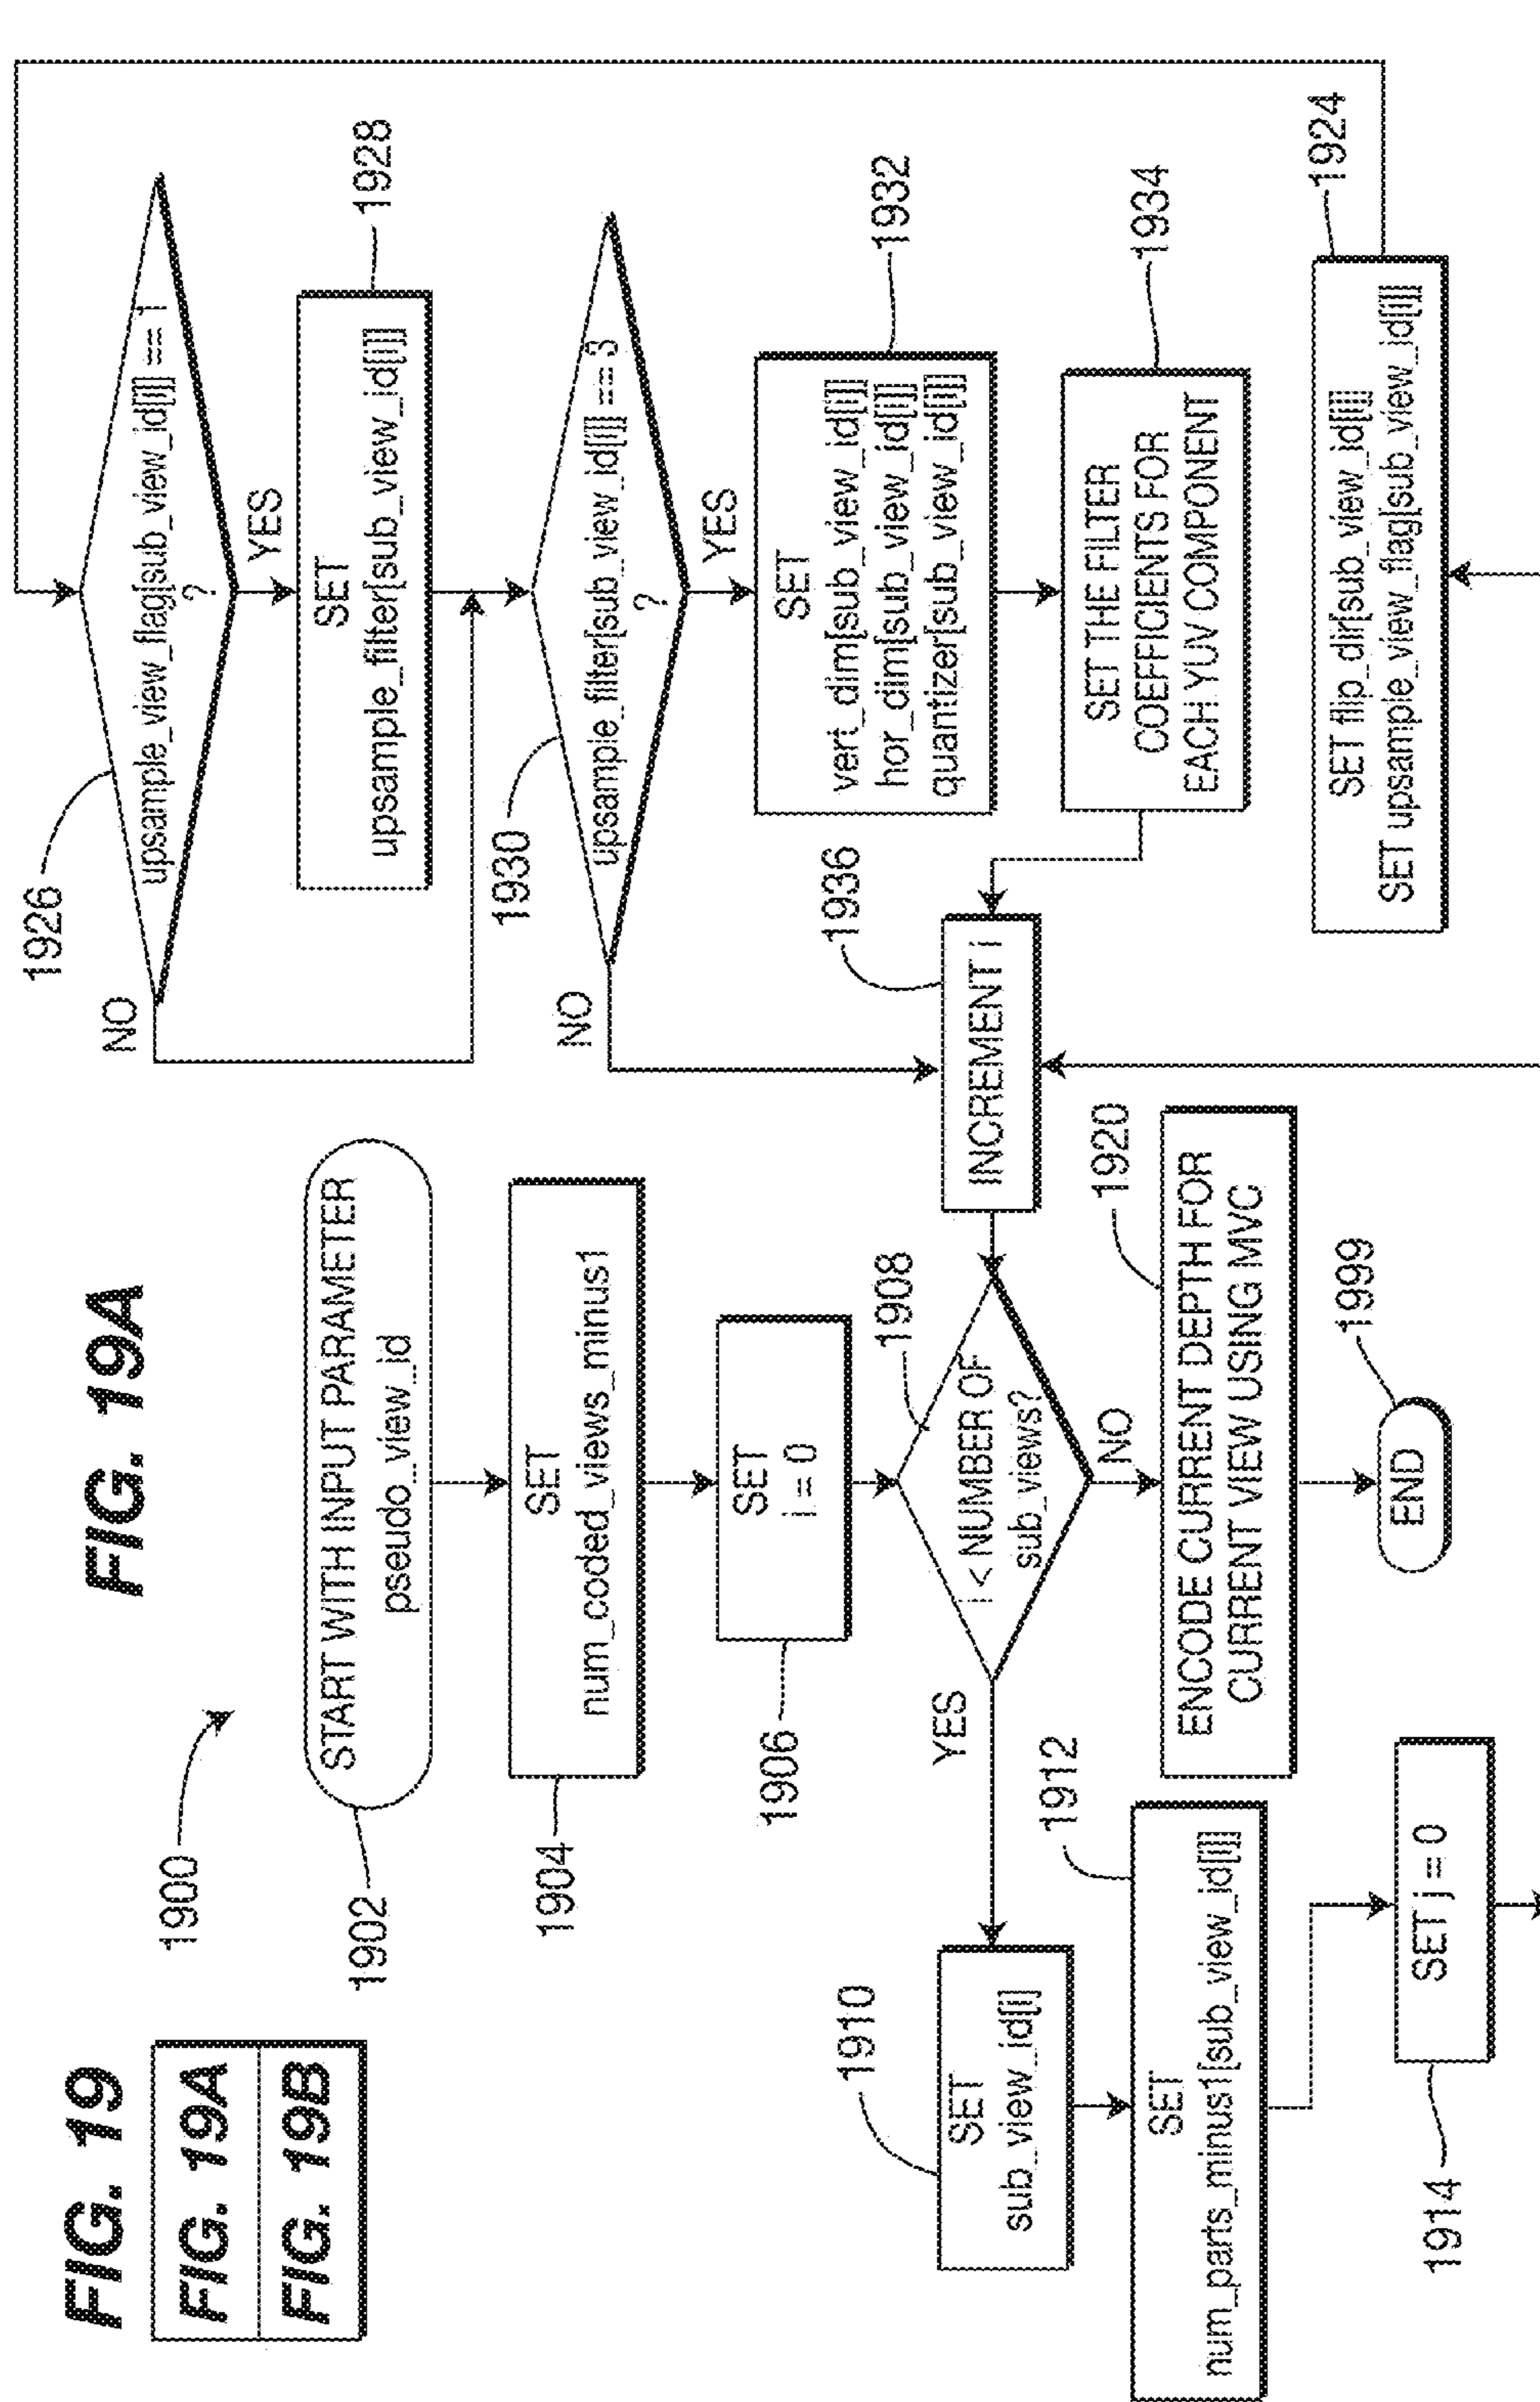 FIG. 19
FIG. 19A
FIG. 19B
FIG. 19A
1900
1902
START WITH INPUT PARAMETER
pseudo_view_id
1904
SET
num_coded_views_minus1
1906
SET
i = 0
1908
i < NUMBER OF
sub_views?
YES
NO
1910
SET
sub_view_id[i]
1912
SET
num_parts_minus1[sub_view_id[i]]
1914
SET j = 0
1920
ENCODE CURRENT DEPTH FOR
CURRENT VIEW USING MVC
1999
END
1926
upsample_view_flag[sub_view_id[i]] == 1
?
NO
YES
1928
SET
upsample_filter[sub_view_id[i]]
1930
upsample_filter[sub_view_id[i]] == 3
?
NO
YES
1932
SET
vert_dim[sub_view_id[i]]
hor_dim[sub_view_id[i]]
quantizer[sub_view_id[i]]
1934
SET THE FILTER
COEFFICIENTS FOR
EACH YUV COMPONENT
1936
INCREMENT i
1924
SET flip_dir[sub_view_id[i]]
SET upsample_view_flag[sub_view_id[i]]